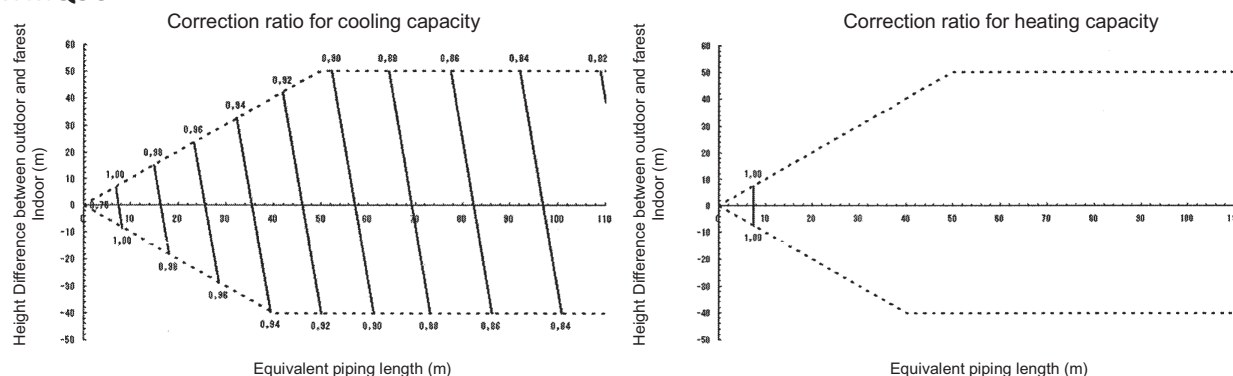 Correction ratio for cooling capacity
Height Difference between outdoor and farest
Indoor (m)
60
50
40
30
20
10
0
-10
-20
-30
-40
-50
0,90 0,88 0,86 0,84 0,82
0,92
0,94
0,96
0,98
1,00
0 10 20 30 40 50 60 70 80 90 100 110
1,00
0,98
0,96
0,94 0,92 0,90 0,88 0,86 0,84
Equivalent piping length (m)
Correction ratio for heating capacity
Height Difference between outdoor and farest
Indoor (m)
60
50
40
30
20
10
0
-10
-20
-30
-40
-50
1,00
0 10 20 30 40 50 60 70 80 90 100 110
1,00
Equivalent piping length (m)